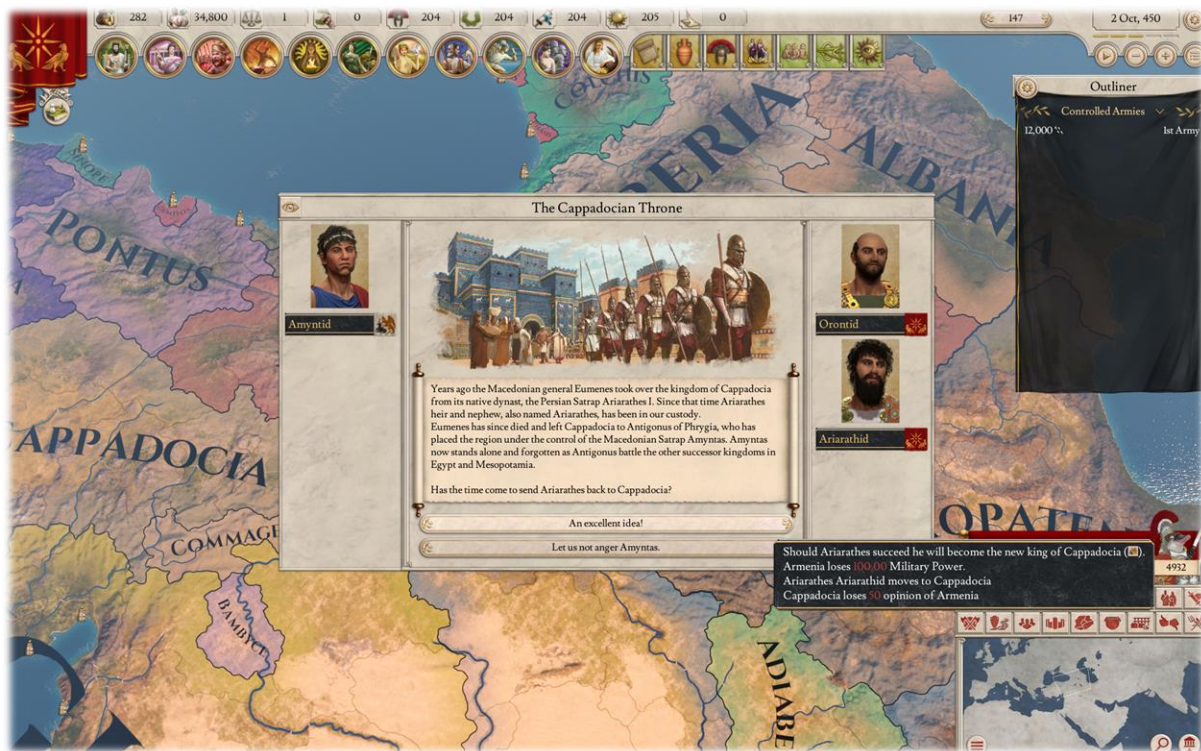 282
34,800
1
0
204
204
204
205
0
147
2 Oct, 450
Outliner
Controlled Armies
12,000
1st Army
COLCHIS
ALBAN
PONTUS
The Cappadocian Throne
Amyntid
Orontid
Ariarathid
Years ago the Macedonian general Eumenes took over the kingdom of Cappadocia
from its native dynast, the Persian Satrap Ariarathes I. Since that time Ariarathes
heir and nephew, also named Ariarathes, has been in our custody.
Eumenes has since died and left Cappadocia to Antigonus of Phrygia, who has
placed the region under the control of the Macedonian Satrap Amyntas. Amyntas
now stands alone and forgotten as Antigonus battle the other successor kingdoms in
Egypt and Mesopotamia.
Has the time come to send Ariarathes back to Cappadocia?
An excellent idea!
Let us not anger Amyntas.
APPADOCIA
COMMAGE
OPATEN
Should Ariarathes succeed he will become the new king of Cappadocia ().
Armenia loses 100.00 Military Power.
Ariarathes Ariarathid moves to Cappadocia
Cappadocia loses 50 opinion of Armenia
4932
BAMBYC
ADIABE